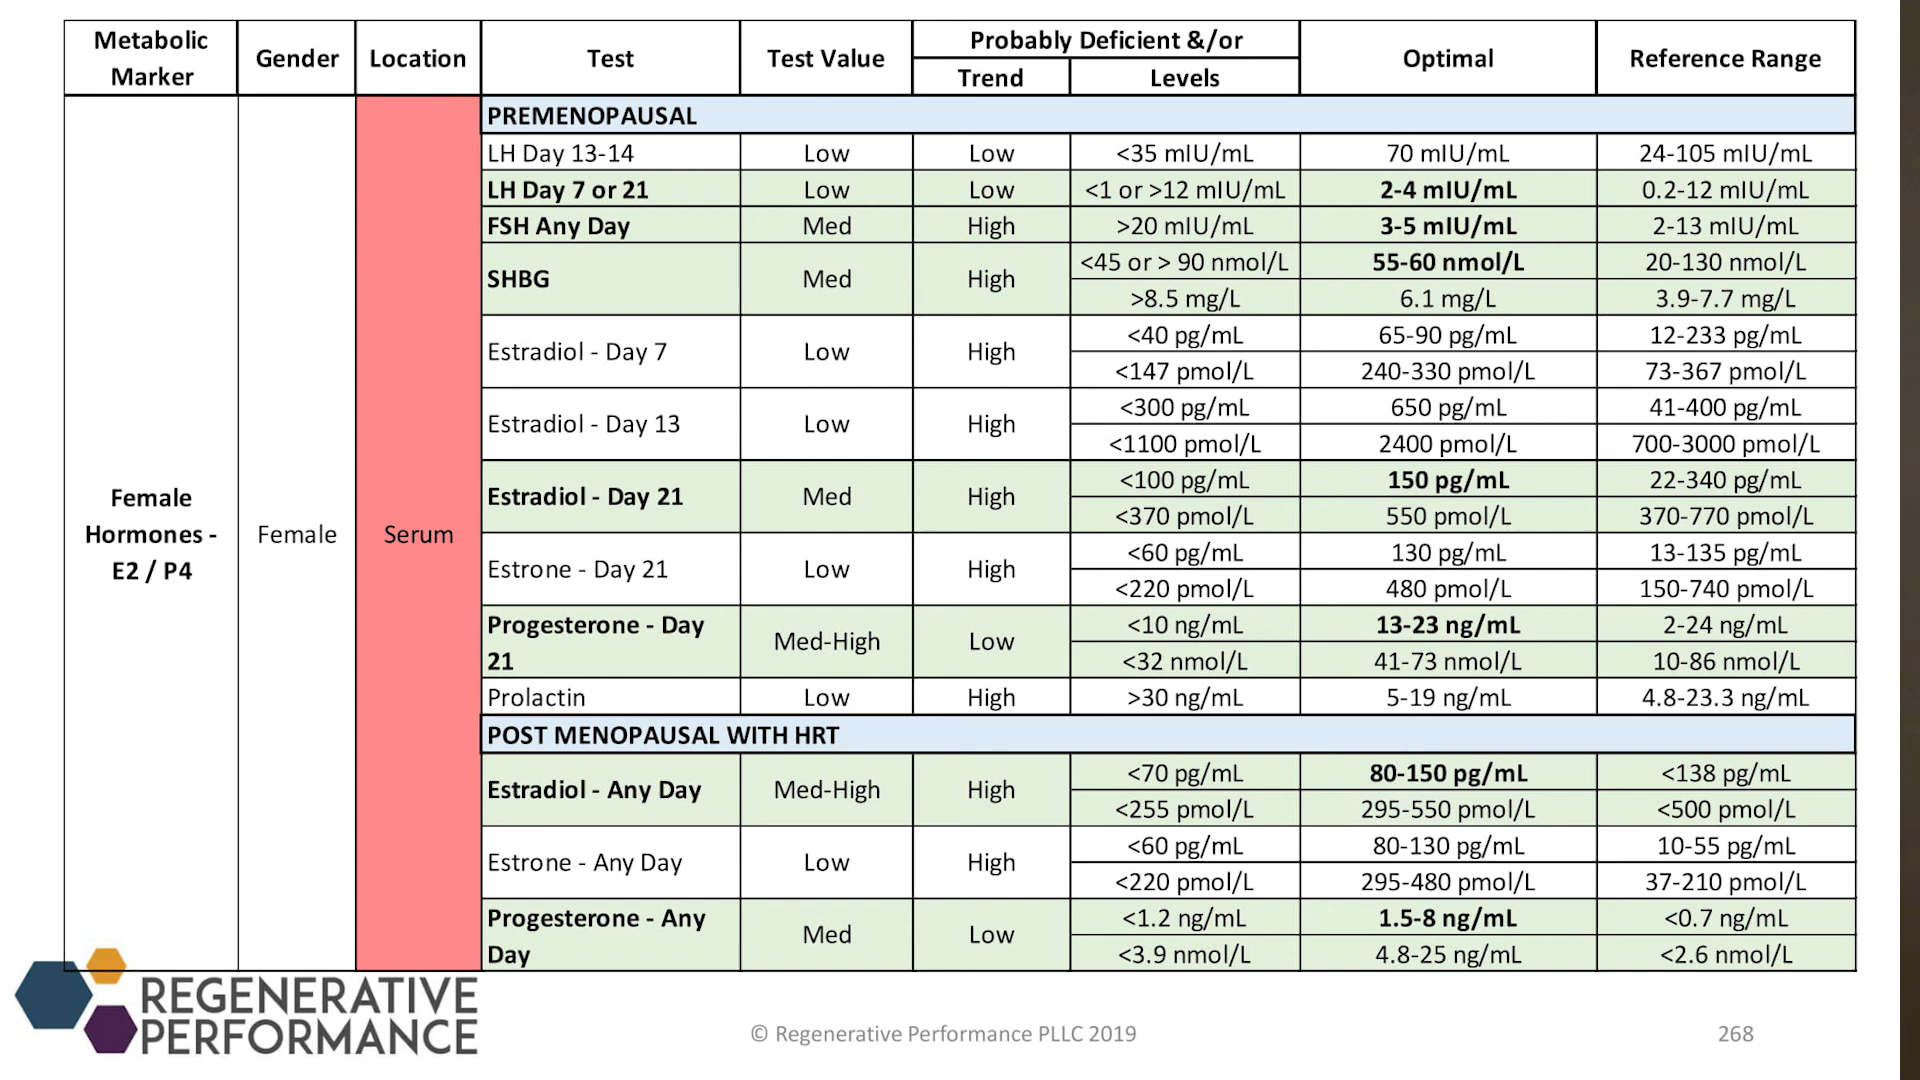 Metabolic Marker Gender Location Test Test Value Probably Deficient &/or Optimal Reference Range
Trend Levels
Female Hormones - E2 / P4 Female Serum
PREMENOPAUSAL
LH Day 13-14 Low Low <35 mIU/mL 70 mIU/mL 24-105 mIU/mL
LH Day 7 or 21 Low Low <1 or >12 mIU/mL 2-4 mIU/mL 0.2-12 mIU/mL
FSH Any Day Med High >20 mIU/mL 3-5 mIU/mL 2-13 mIU/mL
SHBG Med High <45 or > 90 nmol/L 55-60 nmol/L 20-130 nmol/L
>8.5 mg/L 6.1 mg/L 3.9-7.7 mg/L
Estradiol - Day 7 Low High <40 pg/mL 65-90 pg/mL 12-233 pg/mL
<147 pmol/L 240-330 pmol/L 73-367 pmol/L
Estradiol - Day 13 Low High <300 pg/mL 650 pg/mL 41-400 pg/mL
<1100 pmol/L 2400 pmol/L 700-3000 pmol/L
Estradiol - Day 21 Med High <100 pg/mL 150 pg/mL 22-340 pg/mL
<370 pmol/L 550 pmol/L 370-770 pmol/L
Estrone - Day 21 Low High <60 pg/mL 130 pg/mL 13-135 pg/mL
<220 pmol/L 480 pmol/L 150-740 pmol/L
Progesterone - Day 21 Med-High Low <10 ng/mL 13-23 ng/mL 2-24 ng/mL
<32 nmol/L 41-73 nmol/L 10-86 nmol/L
Prolactin Low High >30 ng/mL 5-19 ng/mL 4.8-23.3 ng/mL
POST MENOPAUSAL WITH HRT
Estradiol - Any Day Med-High High <70 pg/mL 80-150 pg/mL <138 pg/mL
<255 pmol/L 295-550 pmol/L <500 pmol/L
Estrone - Any Day Low High <60 pg/mL 80-130 pg/mL 10-55 pg/mL
<220 pmol/L 295-480 pmol/L 37-210 pmol/L
Progesterone - Any Day Med Low <1.2 ng/mL 1.5-8 ng/mL <0.7 ng/mL
<3.9 nmol/L 4.8-25 ng/mL <2.6 nmol/L
REGENERATIVE
PERFORMANCE
© Regenerative Performance PLLC 2019
268